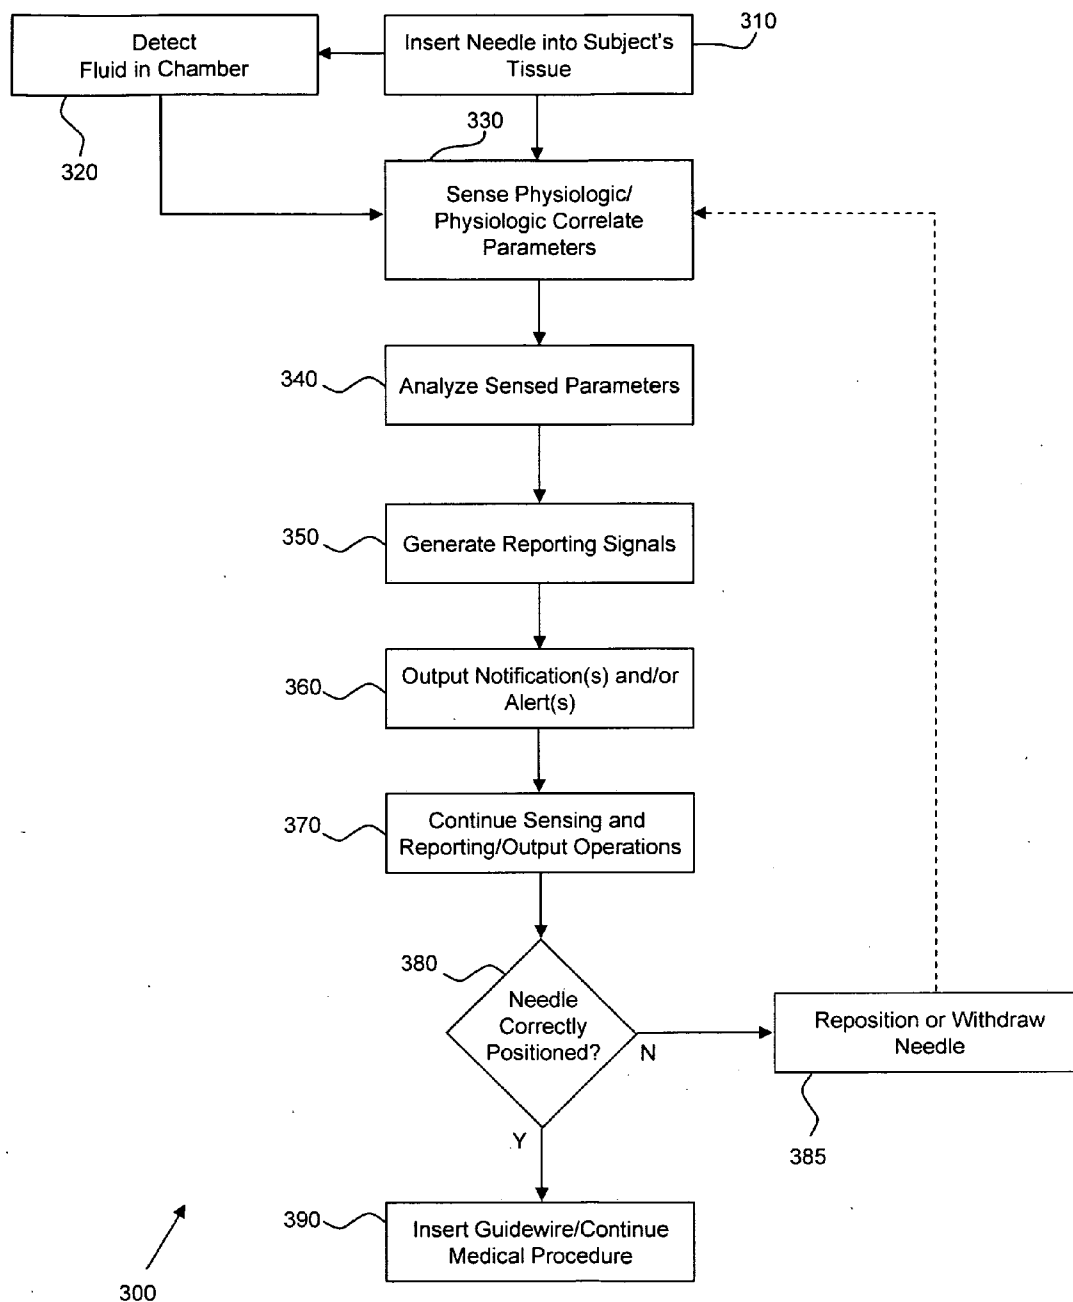 Detect
Fluid in Chamber
320
Insert Needle into Subject's
Tissue
310
330
Sense Physiologic/
Physiologic Correlate
Parameters
340
Analyze Sensed Parameters
350
Generate Reporting Signals
360
Output Notification(s) and/or
Alert(s)
370
Continue Sensing and
Reporting/Output Operations
380
Needle
Correctly
Positioned?
N
Y
Reposition or Withdraw
Needle
385
390
Insert Guidewire/Continue
Medical Procedure
300